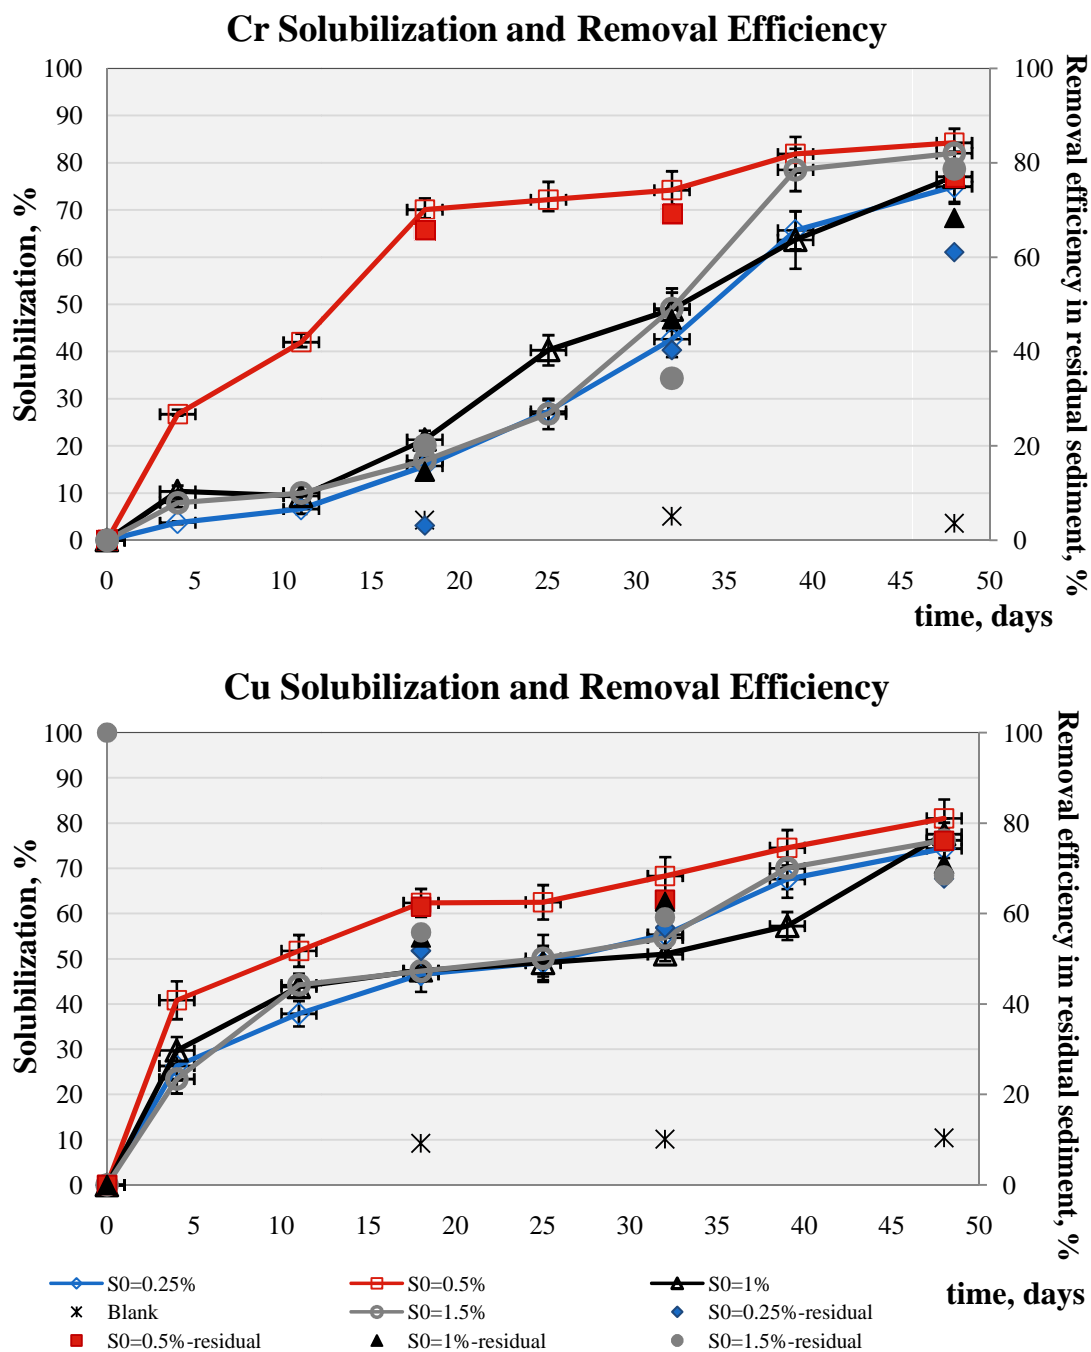 Cr Solubilization and Removal Efficiency
Solubilization, %
100
90
80
70
60
50
40
30
20
10
0
100
80
60
40
20
0
Removal efficiency in residual sediment, %
0 5 10 15 20 25 30 35 40 45 50
time, days
Cu Solubilization and Removal Efficiency
Solubilization, %
100
90
80
70
60
50
40
30
20
10
0
100
80
60
40
20
0
Removal efficiency im residual sediment, %
0 5 10 15 20 25 30 35 40 45 50
time, days
S0=0.25% S0=0.5% S0=1%
Blank S0=1.5% S0=0.25%-residual
S0=0.5%-residual S0=1%-residual S0=1.5%-residual